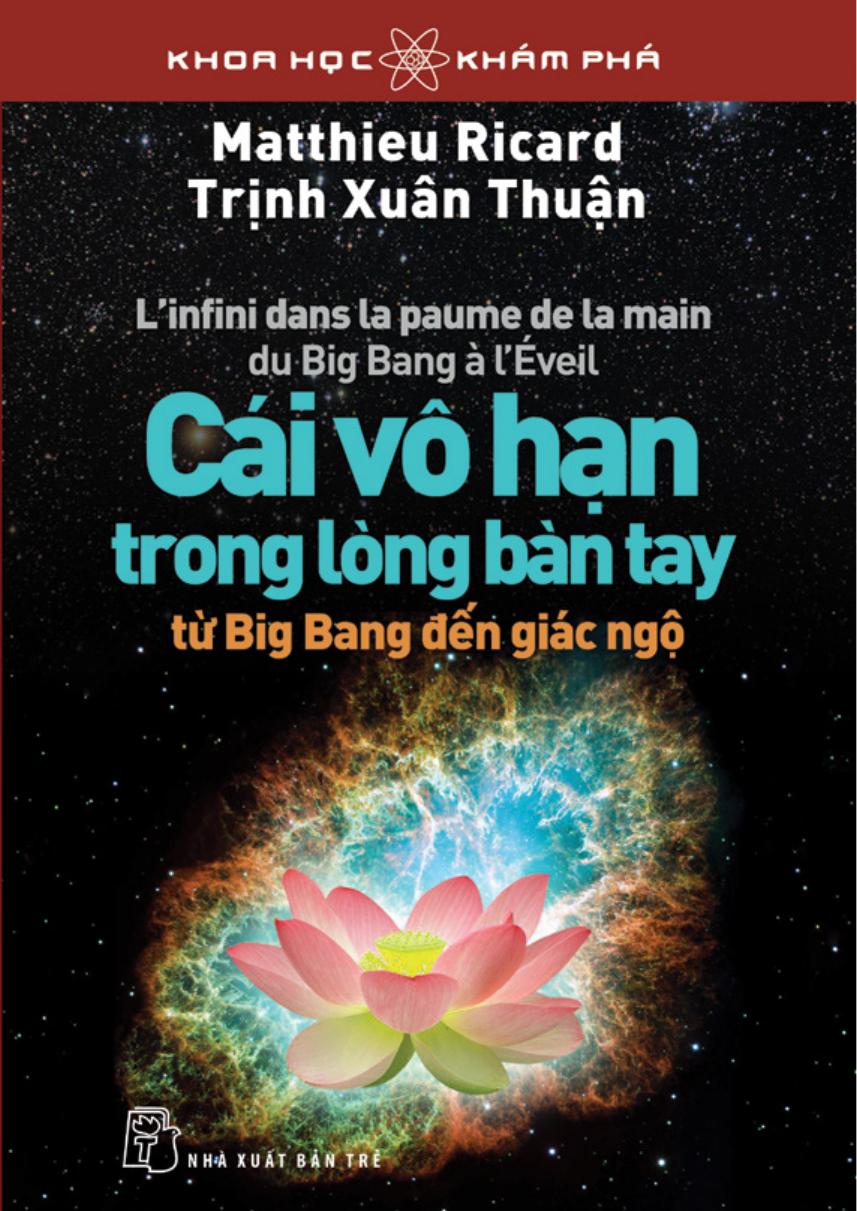 KHOA HỌC KHÁM PHÁ
Matthieu Ricard
Trịnh Xuân Thuận
L'infini dans la paume de la main
du Big Bang à l'Éveil
Cái vô hạn
trong lòng bàn tay
từ Big Bang đến giác ngộ
T
NHÀ XUẤT BẢN TRẺ